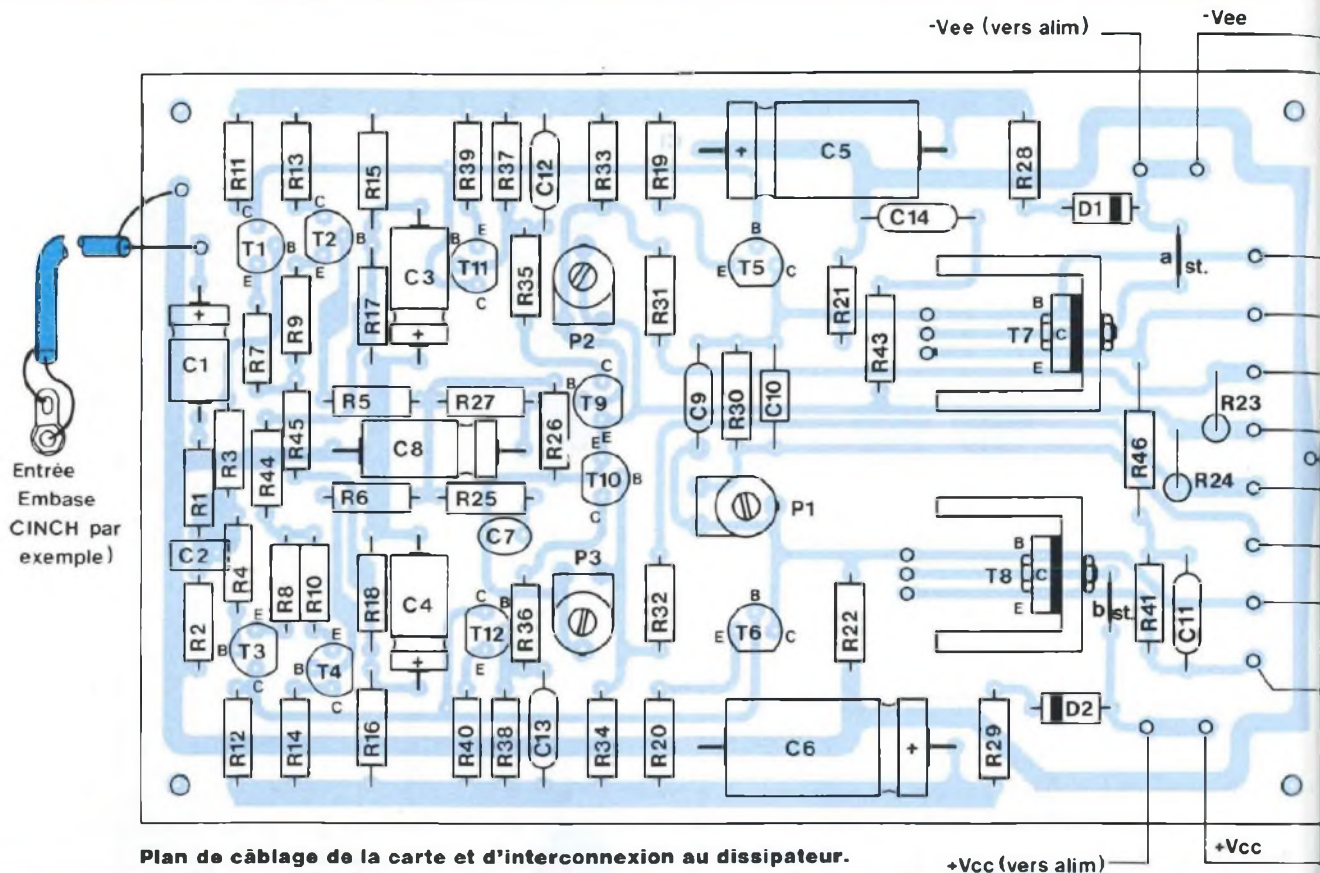 -Vee (vers alim)
-Vee
R11
R13
R15
R39
R37
C12
R33
R19
+
C5
R28
D1
C14
C
T1
B
E
C
T2
B
E
C3
+
E
B
T11
C
R35
P2
R31
B
E
T5
C
R21
R43
B
T7
C
E
a
st.
+
C1
R7
R9
R17
R5
R27
R26
C
B
T9
E
C9
R30
C10
R23
R46
R24
Entrée
Embase
CINCH par
exemple)
R1
R3
R44
R45
C8
+
R6
R25
E
T10
B
C
P1
C7
P3
C2
R4
R8
R10
R18
C4
+
R2
E
B
T3
C
E
B
T4
C
C
T12
B
E
R36
R32
B
E
T6
C
R22
B
T8
C
E
b
st.
R41
C11
R12
R14
R16
R40
R38
C13
R34
R20
C6
+
R29
D2
Plan de câblage de la carte et d'interconnexion au dissipateur.
+Vcc (vers alim)
+Vcc